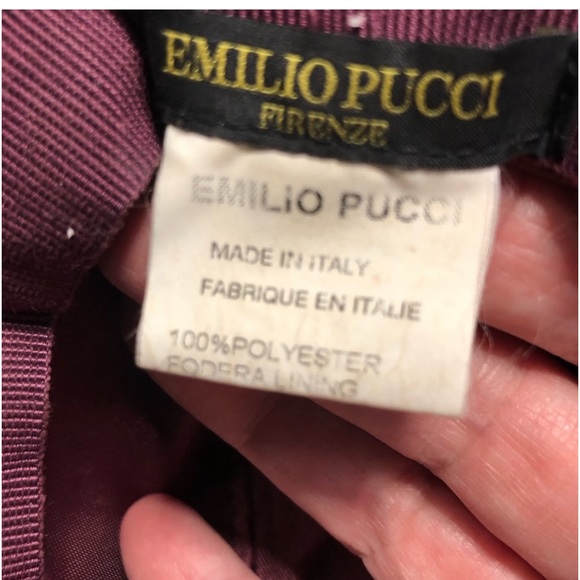 EMILIO PUCCI
FIRENZE
EMILIO PUCCI
MADE IN ITALY
FABRIQUE EN ITALIE
100%POLYESTER
FODERA LINING